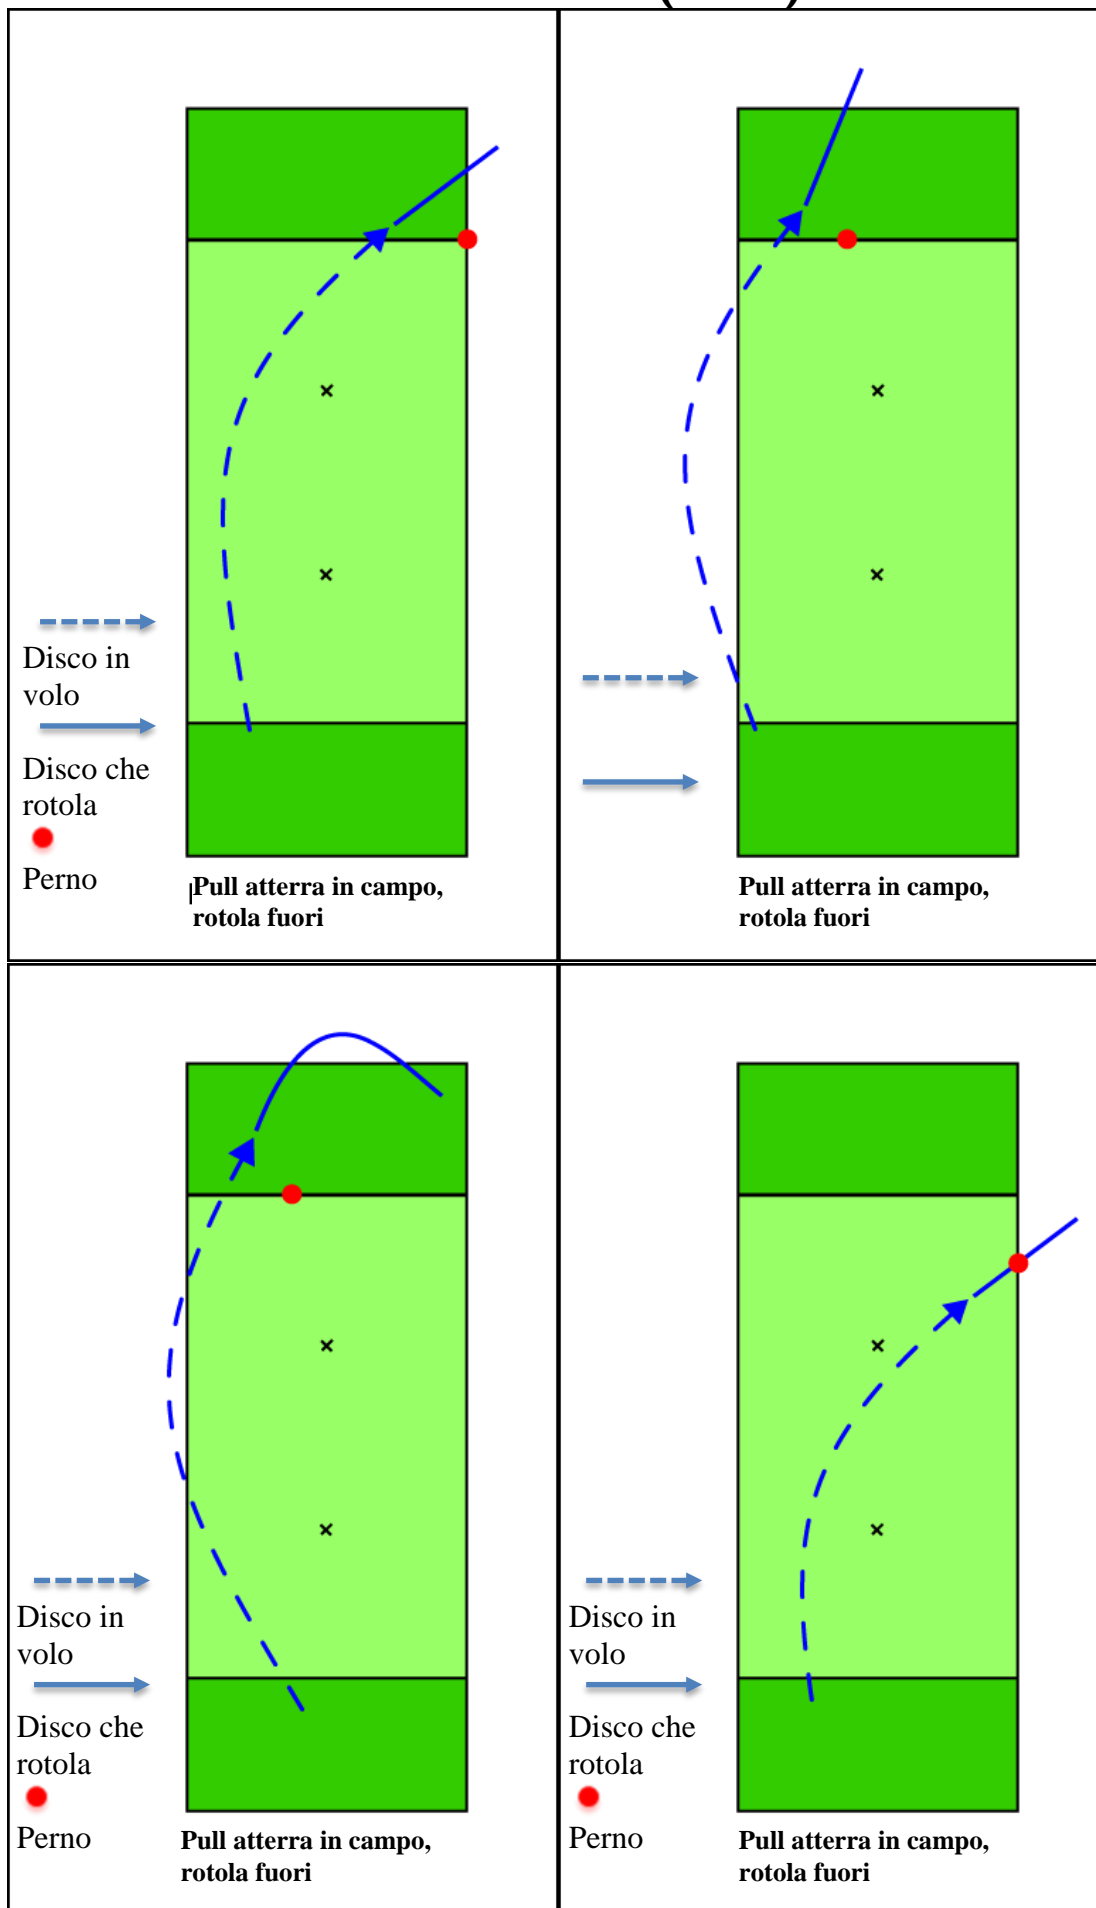 Disco in
volo
Disco che
rotola
Perno
Pull atterra in campo,
rotola fuori
Pull atterra in campo,
rotola fuori
Disco in
volo
Disco che
rotola
Perno
Pull atterra in campo,
rotola fuori
Disco in
volo
Disco che
rotola
Perno
Pull atterra in campo,
rotola fuori